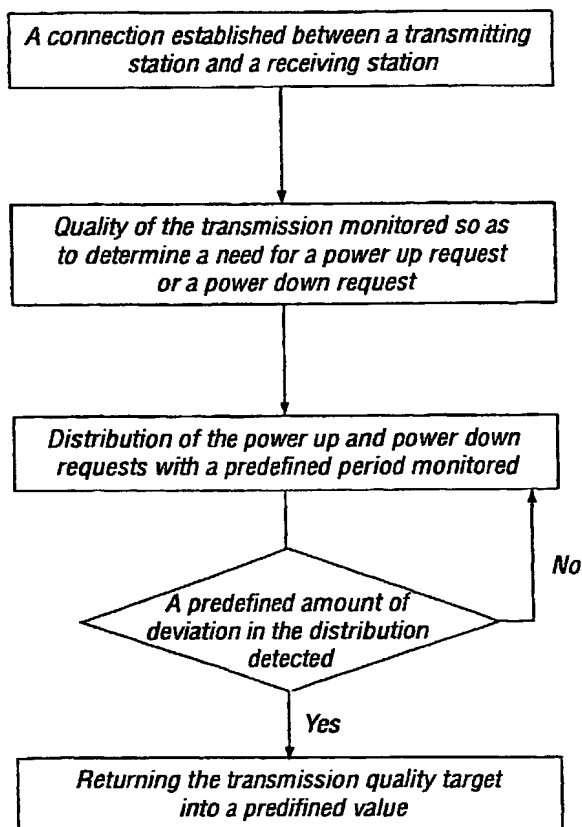 A connection established between a transmitting
station and a receiving station
Quality of the transmission monitored so as
to determine a need for a power up request
or a power down request
Distribution of the power up and power down
requests with a predefined period monitored
No
A predefined amount of
deviation in the distribution
detected
Yes
Returning the transmission quality target
into a predifined value